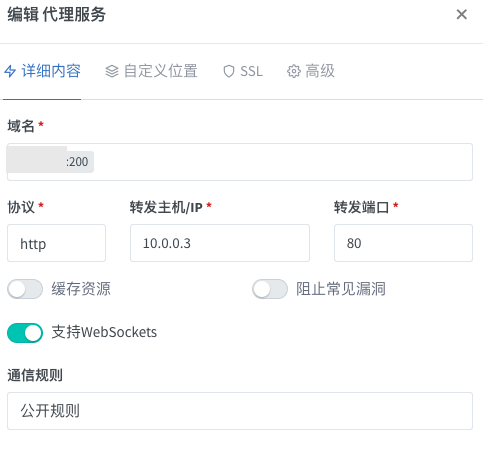 编辑 代理服务
详细内容 自定义位置 SSL 高级
域名 *
:200
协议 * 转发主机/IP * 转发端口 *
http 10.0.0.3 80
缓存资源 阻止常见漏洞
支持WebSockets
通信规则
公开规则